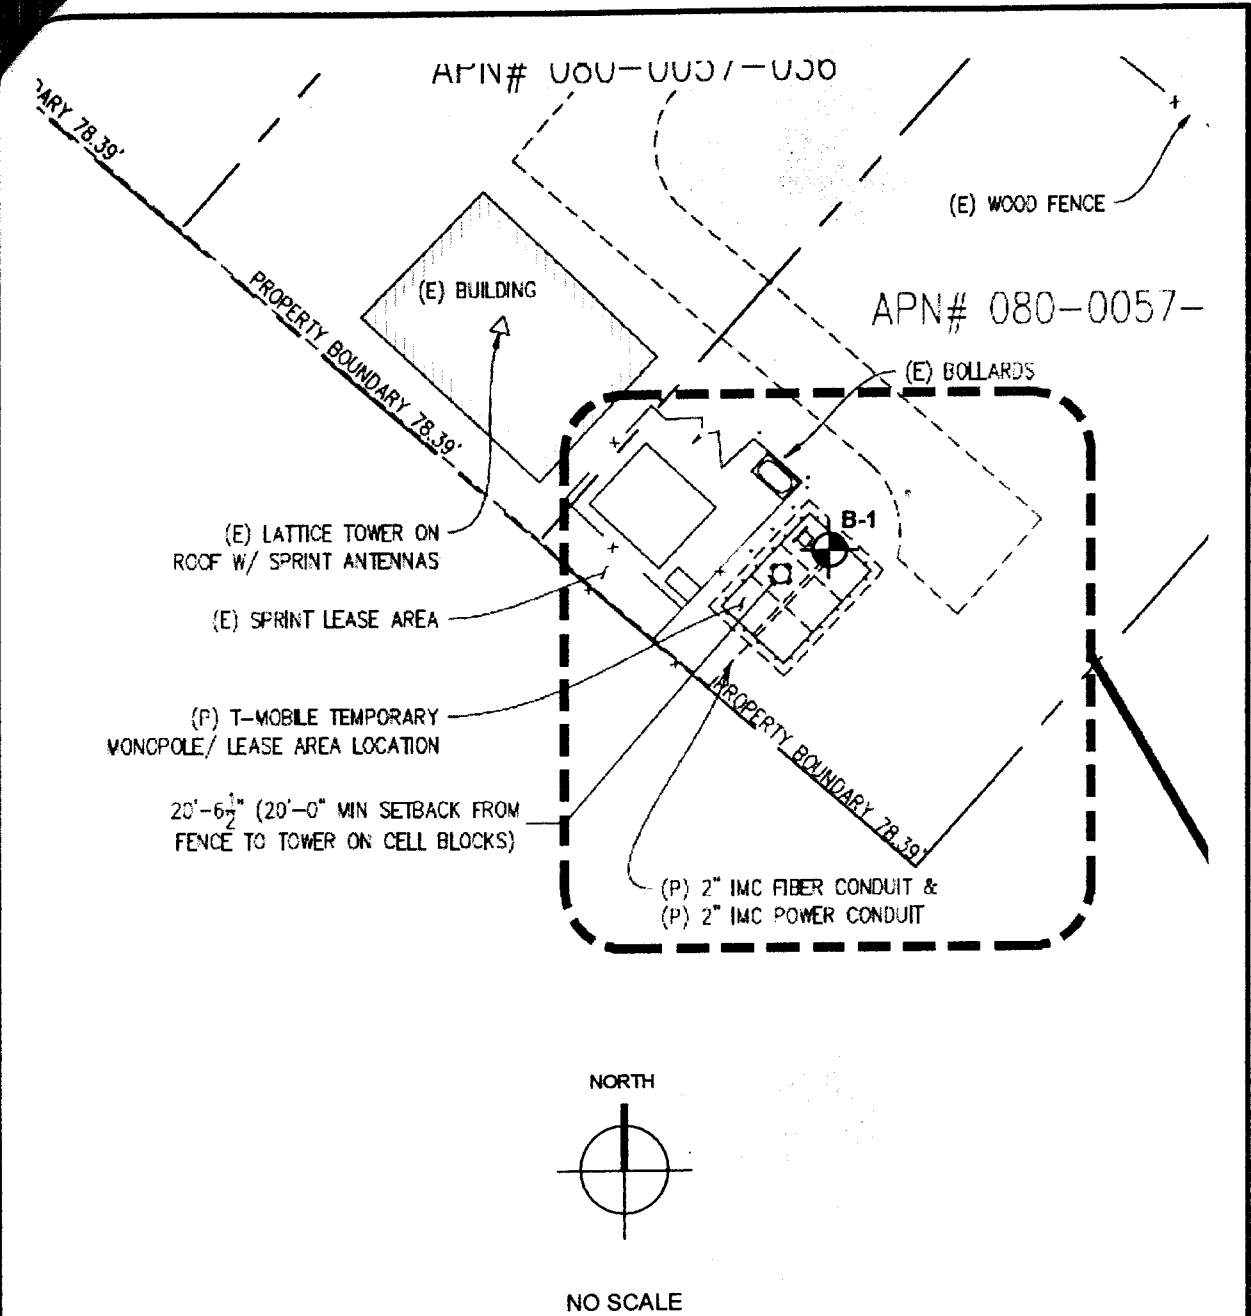 APN# 080-0057-036
DARY 78.39'
(E) WOOD FENCE
(E) BUILDING
PROPERTY BOUNDARY 78.39'
APN# 080-0057-
(E) BOLLARDS
B-1
(E) LATTICE TOWER ON
ROOF W/ SPRINT ANTENNAS
(E) SPRINT LEASE AREA
(P) T-MOBILE TEMPORARY
MONOPOLE/ LEASE AREA LOCATION
PROPERTY BOUNDARY 78.39'
20'-6½" (20'-0" MIN SETBACK FROM
FENCE TO TOWER ON CELL BLOCKS)
(P) 2" IMC FIBER CONDUIT &
(P) 2" IMC POWER CONDUIT
NORTH
NO SCALE